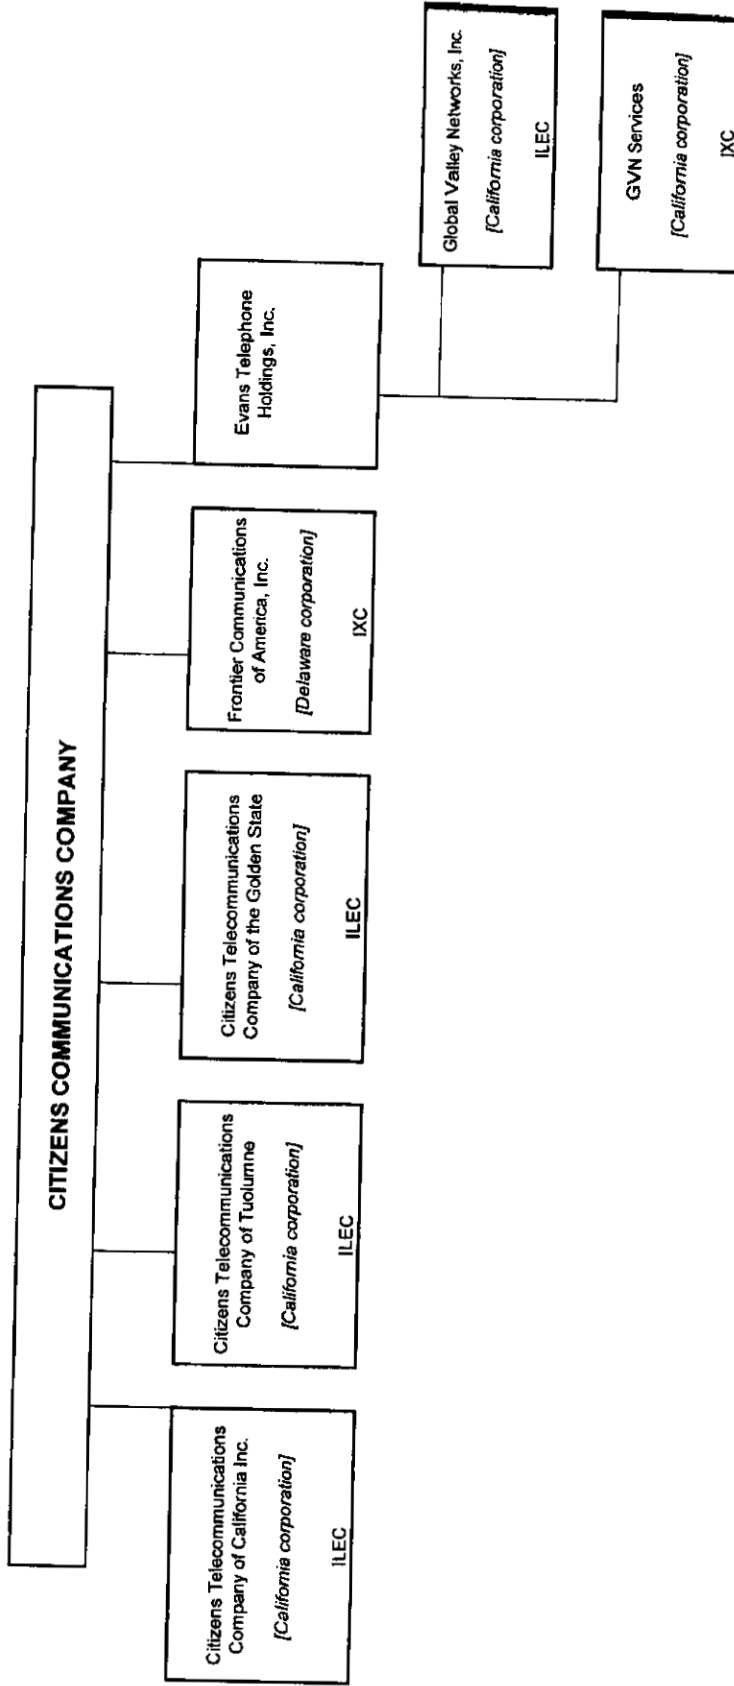 CITIZENS COMMUNICATIONS COMPANY
Citizens Telecommunications
Company of California Inc.
[California corporation]
ILEC
Citizens Telecommunications
Company of Tuolumne
[California corporation]
ILEC
Citizens Telecommunications
Company of the Golden State
[California corporation]
ILEC
Frontier Communications
of America, Inc.
[Delaware corporation]
IXC
Evans Telephone
Holdings, Inc.
Global Valley Networks, Inc.
[California corporation]
ILEC
GVN Services
[California corporation]
IXC